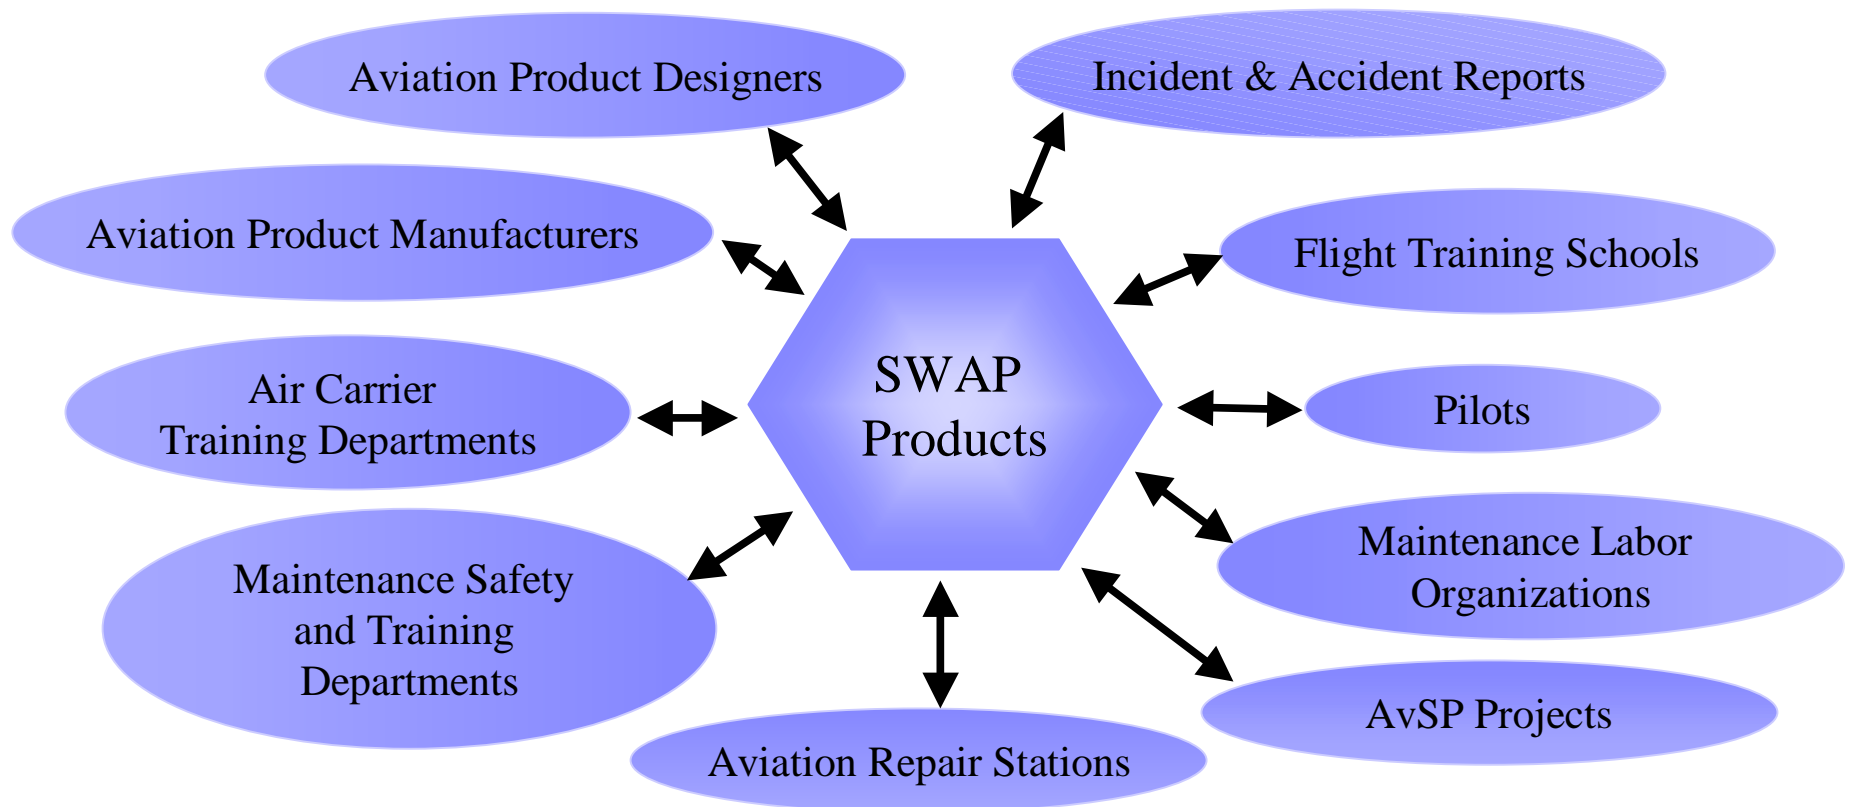 Aviation Product Designers
Incident & Accident Reports
Aviation Product Manufacturers
Flight Training Schools
SWAP
Products
Air Carrier
Training Departments
Pilots
Maintenance Safety
and Training
Departments
Maintenance Labor
Organizations
AvSP Projects
Aviation Repair Stations